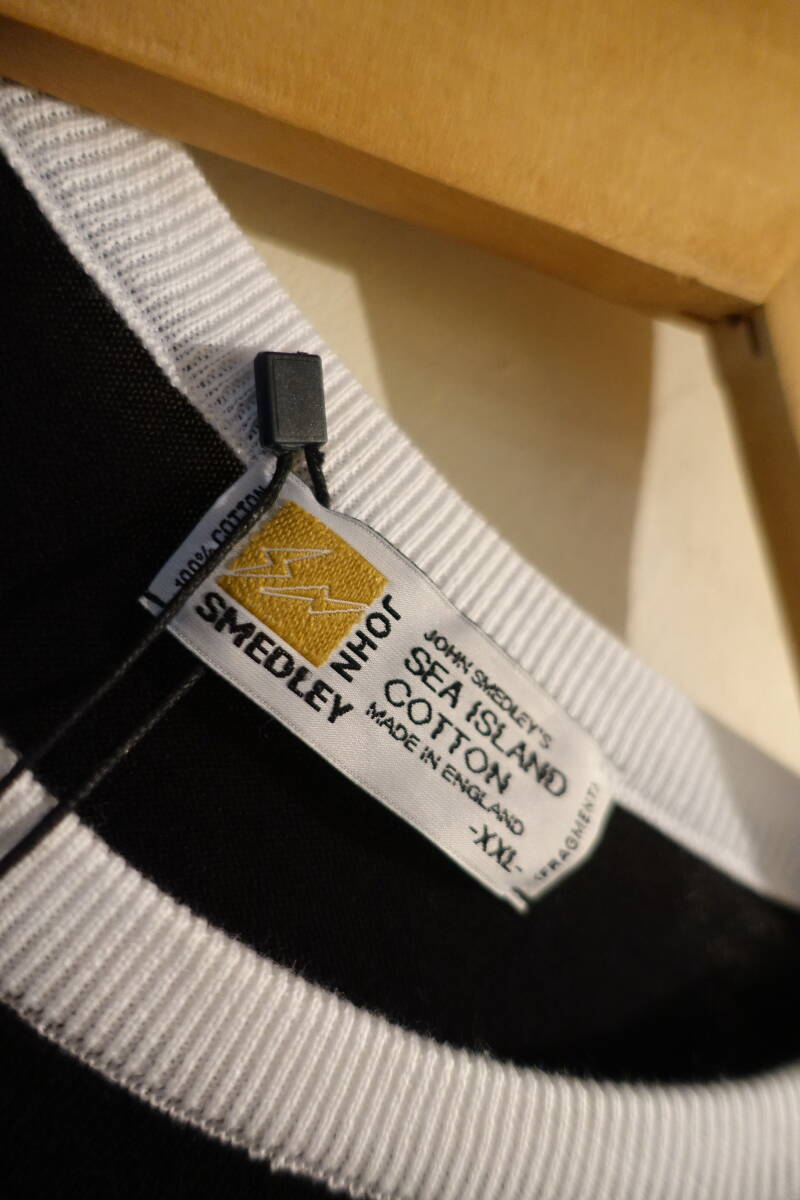 100% COTTON
JOHN
SMEDLEY
JOHN SMEDLEY'S
SEA ISLAND
COTTON
MADE IN ENGLAND
-XXL-
(FRAGMENT)